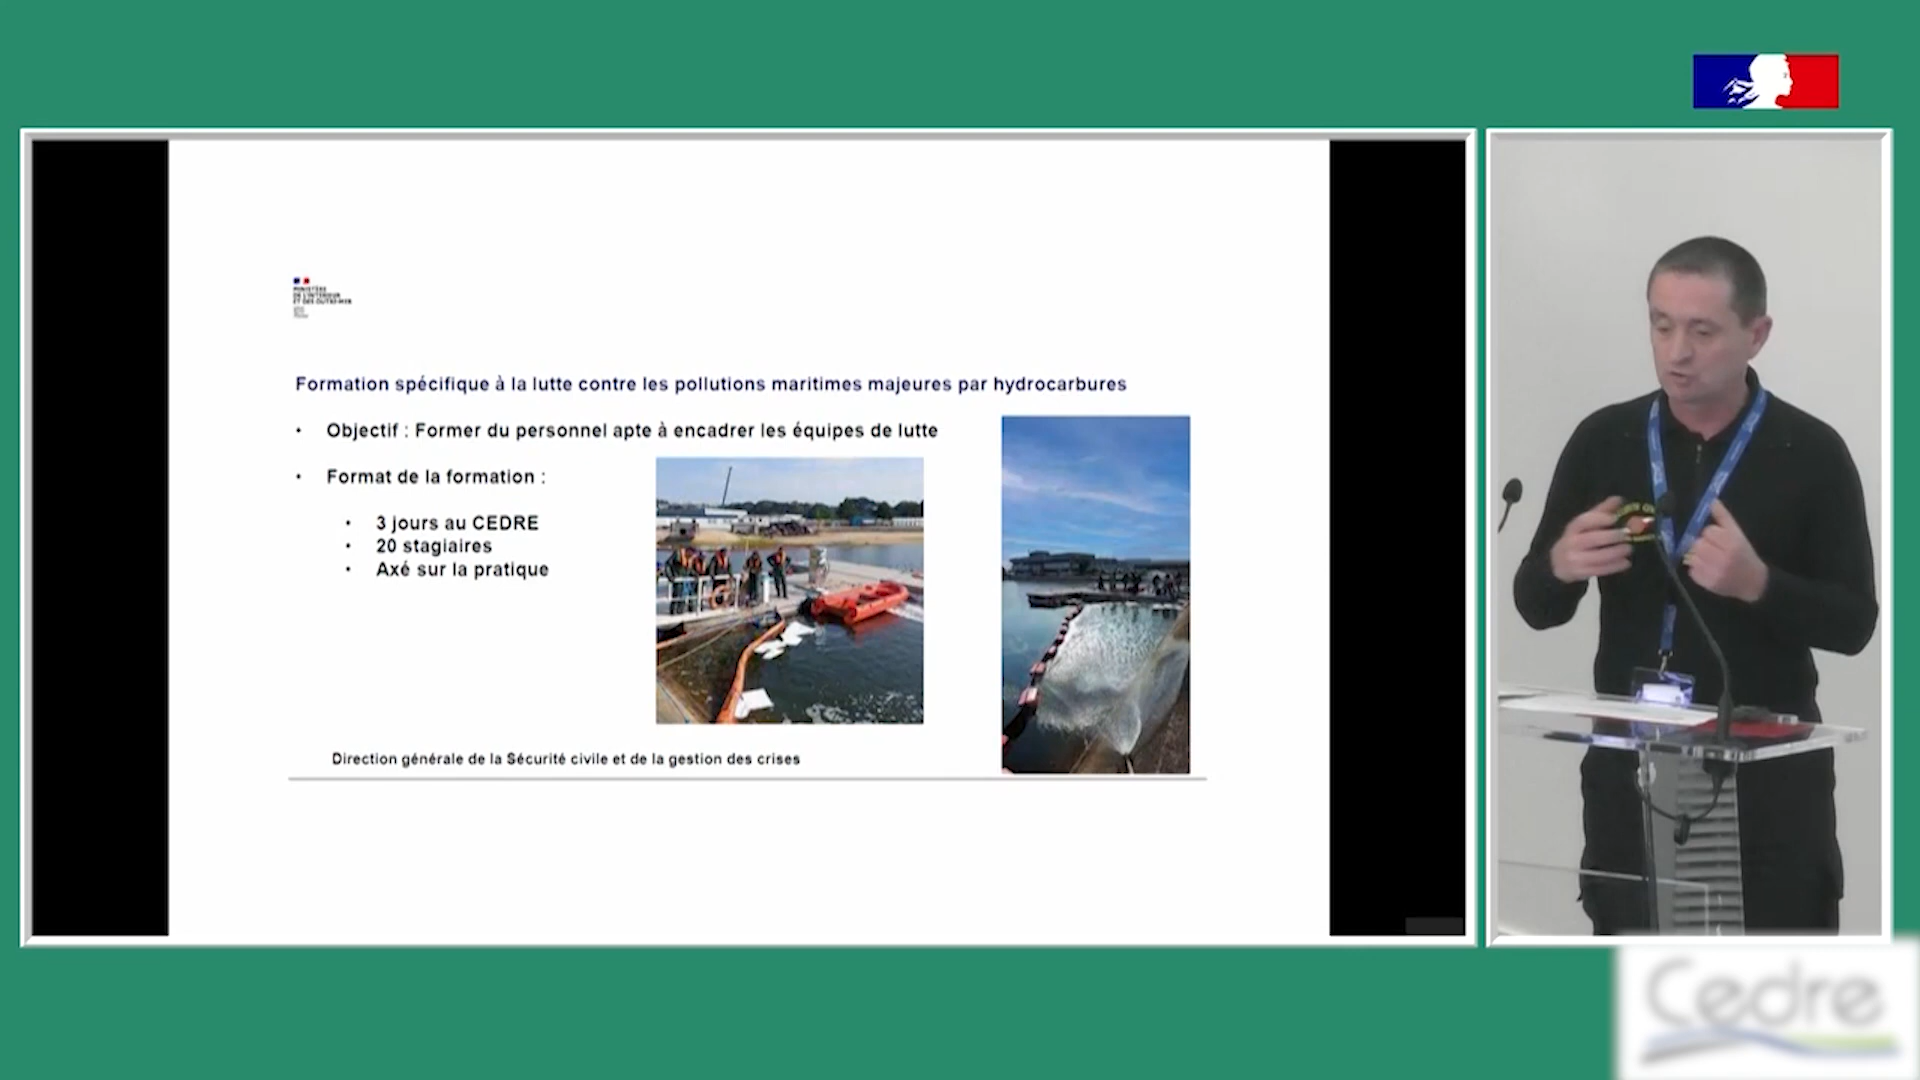 MINISTÈRE
DE L'INTÉRIEUR
ET DES OUTRE-MER
Formation spécifique à la lutte contre les pollutions maritimes majeures par hydrocarbures
• Objectif : Former du personnel apte à encadrer les équipes de lutte
• Format de la formation :
• 3 jours au CEDRE
• 20 stagiaires
• Axé sur la pratique
Direction générale de la Sécurité civile et de la gestion des crises
Cedre